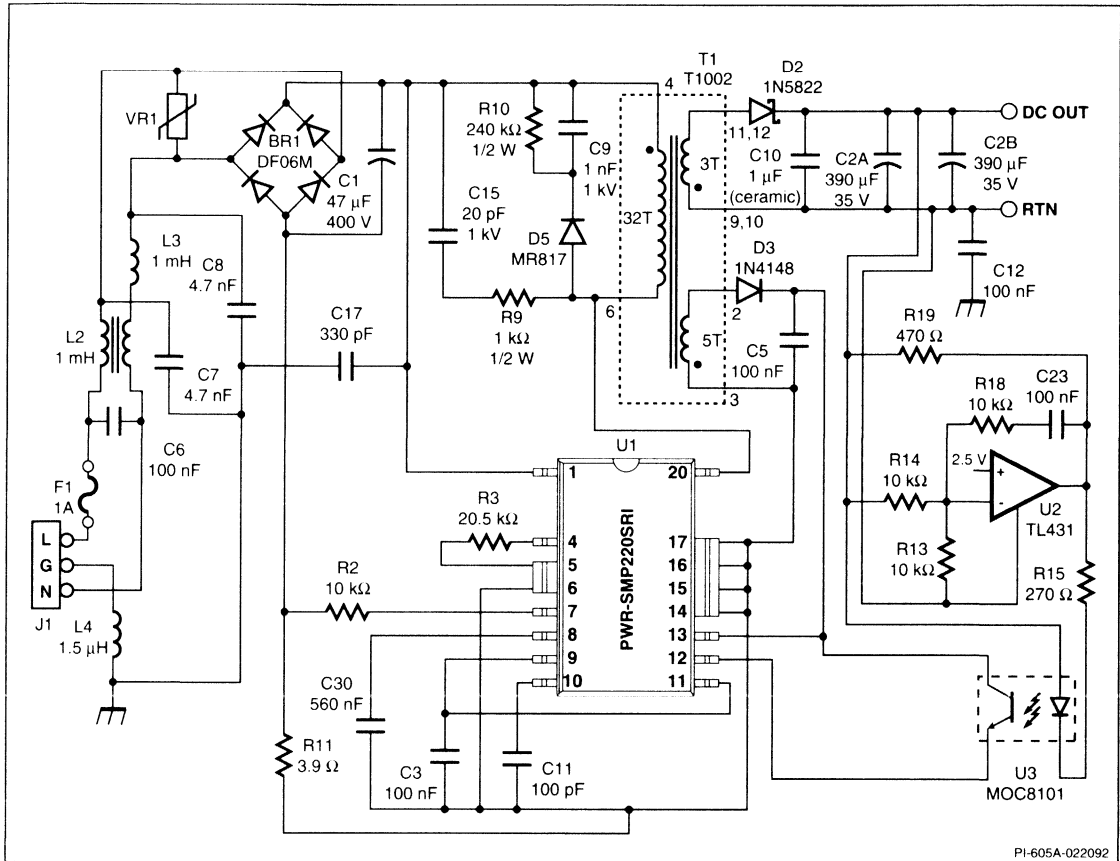 T1
T1002
4
D2
1N5822
VR1
R10
240 kΩ
1/2 W
BR1
DF06M
C9
1 nF
1 kV
11,12
3T
C10
1 µF
(ceramic)
C2A
390 µF
35 V
C2B
390 µF
35 V
DC OUT
C1
47 µF
400 V
C15
20 pF
1 kV
32T
9,10
RTN
D5
MR817
D3
1N4148
L3
1 mH
C8
4.7 nF
C12
100 nF
6
2
R9
1 kΩ
1/2 W
R19
470 Ω
C17
330 pF
L2
1 mH
5T
C5
100 nF
C7
4.7 nF
3
R18
10 kΩ
C23
100 nF
C6
100 nF
U1
2.5 V
+
-
R14
10 kΩ
U2
TL431
F1
1A
1
20
R3
20.5 kΩ
4
17
L
5
16
R13
10 kΩ
G
6
15
R15
270 Ω
N
R2
10 kΩ
7
14
J1
L4
1.5 µH
8
13
9
12
10
11
PWR-SMP220SRI
C30
560 nF
R11
3.9 Ω
C3
100 nF
C11
100 pF
U3
MOC8101
PI-605A-022092